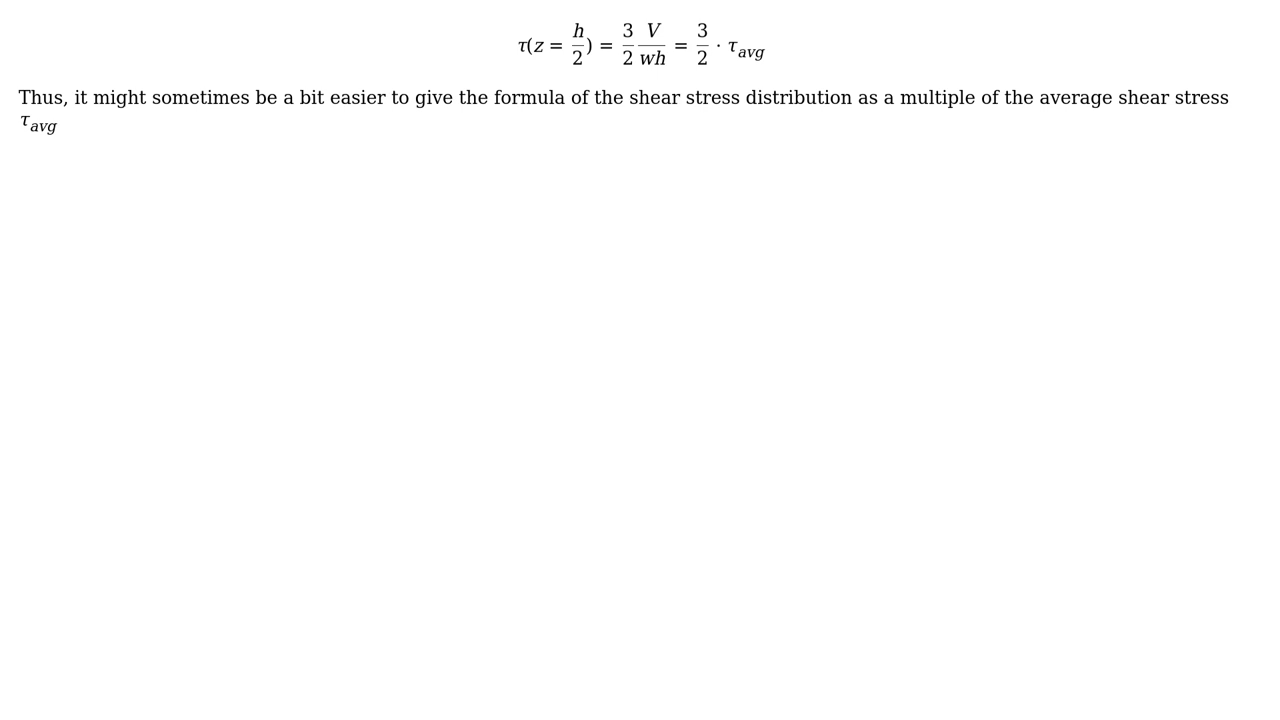 τ(z = h/2) = 3/2 V/wh = 3/2 · τ_avg
Thus, it might sometimes be a bit easier to give the formula of the shear stress distribution as a multiple of the average shear stress
τ_avg